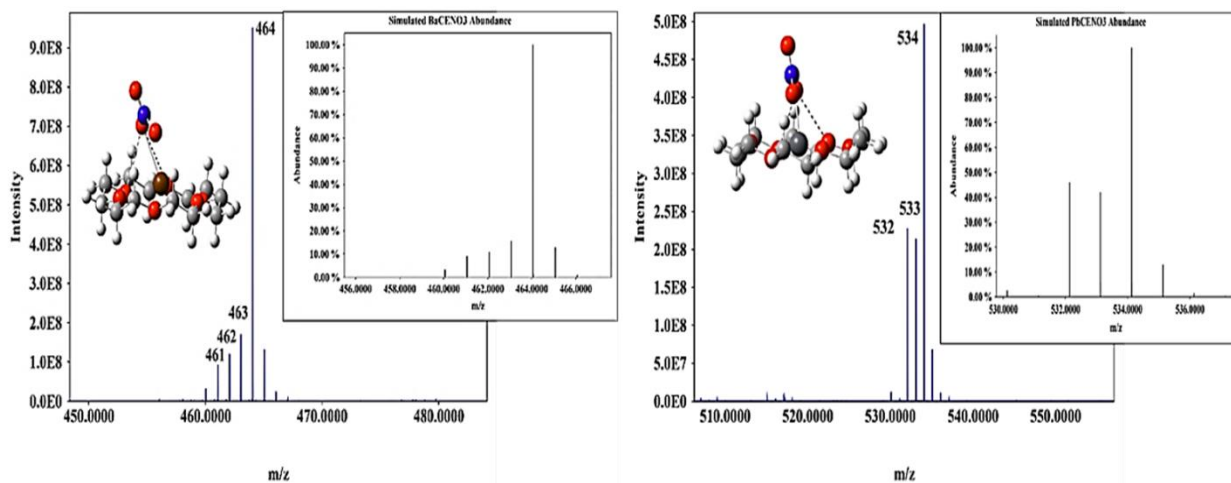 9.0E8
8.0E8
7.0E8
6.0E8
5.0E8
4.0E8
3.0E8
2.0E8
1.0E8
0.0E0
Intensity
464
463
462
461
450.0000 460.0000 470.0000 480.0000
m/z
Simulated BaCENO3 Abundance
100.00 %
90.00 %
80.00 %
70.00 %
60.00 %
50.00 %
40.00 %
30.00 %
20.00 %
10.00 %
0.00 %
Abundance
456.0000 458.0000 460.0000 462.0000 464.0000 466.0000
m/z
5.0E8
4.5E8
4.0E8
3.5E8
3.0E8
2.5E8
2.0E8
1.5E8
1.0E8
5.0E7
0.0E0
Intensity
534
533
532
510.0000 520.0000 530.0000 540.0000 550.0000
m/z
Simulated PbCENO3 Abundance
100.00 %
90.00 %
80.00 %
70.00 %
60.00 %
50.00 %
40.00 %
30.00 %
20.00 %
10.00 %
0.00 %
Abundance
530.0000 532.0000 534.0000 536.0000
m/z